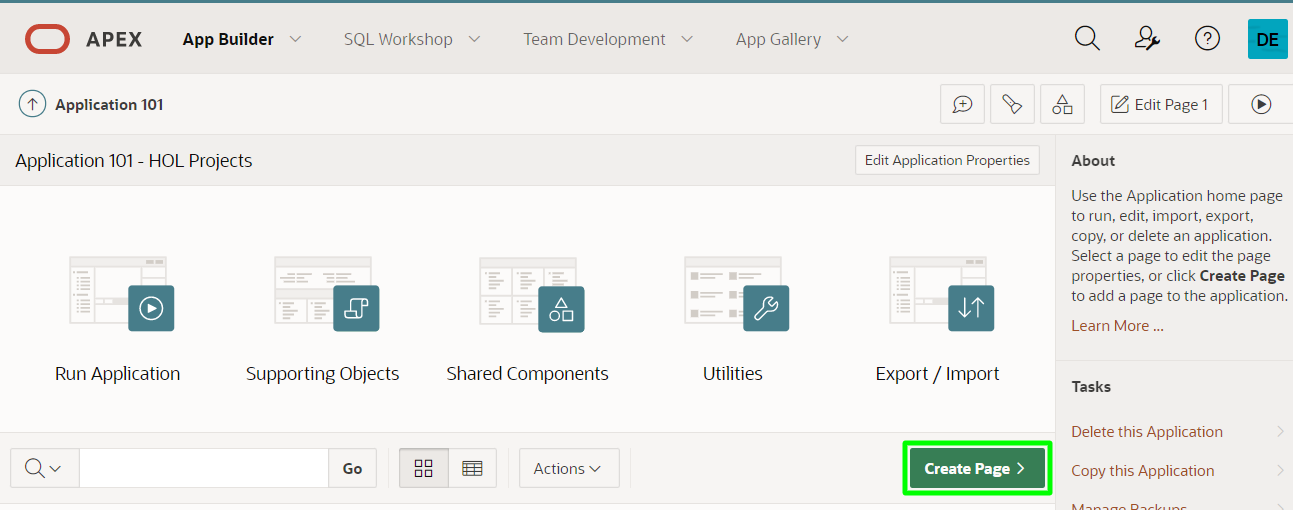 APEX App Builder SQL Workshop Team Development App Gallery DE
Application 101 Edit Page 1
Application 101 - HOL Projects Edit Application Properties
Run Application Supporting Objects Shared Components Utilities Export / Import
Go Actions Create Page
About
Use the Application home page
to run, edit, import, export,
copy, or delete an application.
Select a page to edit the page
properties, or click Create Page
to add a page to the application.
Learn More ...
Tasks
Delete this Application
Copy this Application
Manage Backups